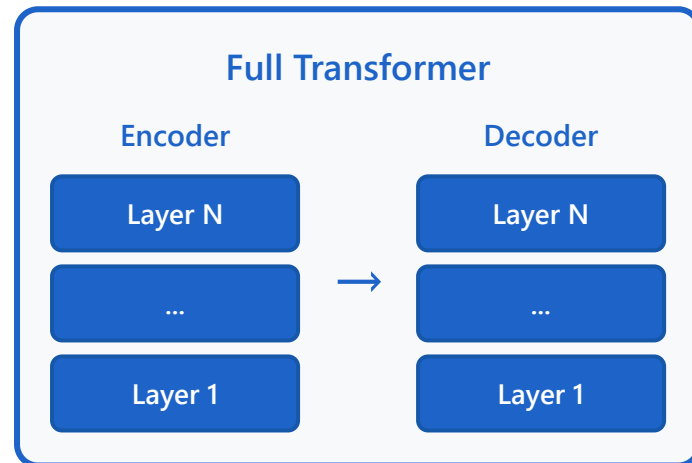 Full Transformer
Encoder
Layer N
...
Layer 1
Decoder
Layer N
...
Layer 1